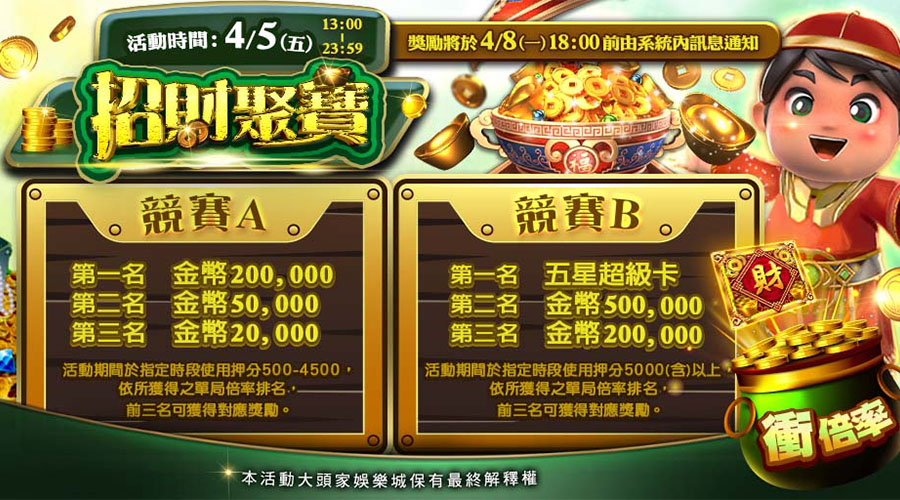 活動時間：4/5(五) 13:00-23:59
獎勵將於4/8(一)18:00前由系統內訊息通知
招財聚寶
福
競賽A
第一名 金幣200,000
第二名 金幣50,000
第三名 金幣20,000
活動期間於指定時段使用押分500-4500，
依所獲得之單局倍率排名，
前三名可獲得對應獎勵。
競賽B
第一名 五星超級卡
第二名 金幣500,000
第三名 金幣200,000
活動期間於指定時段使用押分5000(含)以上，
依所獲得之單局倍率排名，
前三名可獲得對應獎勵。
財
衝倍率
本活動大頭家娛樂城保有最終解釋權